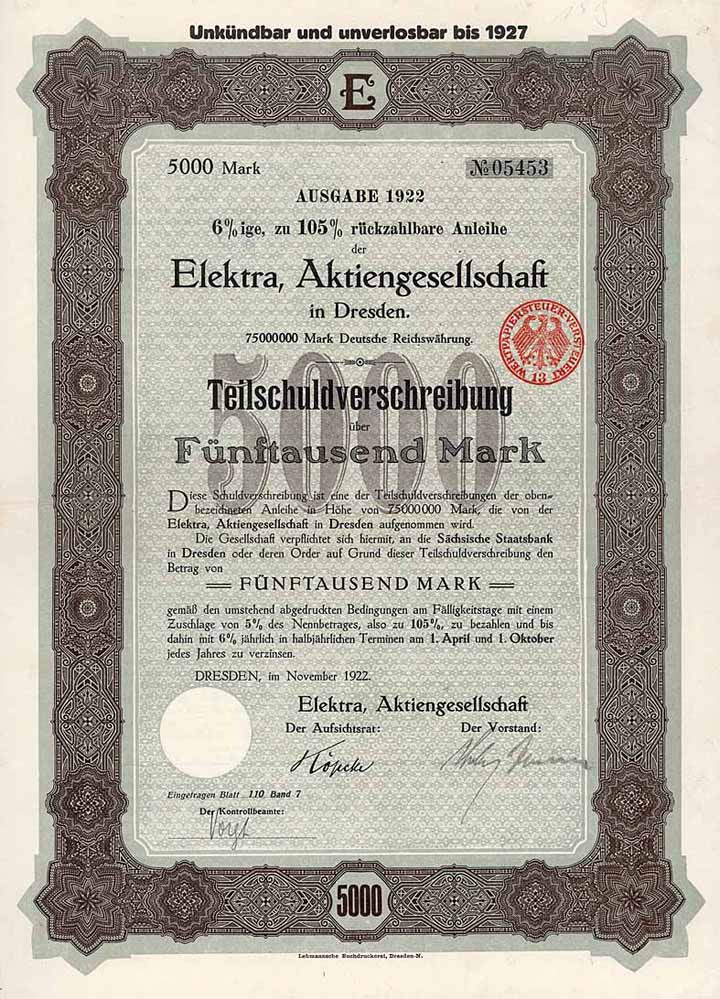 Unkündbar und unverlosbar bis 1927
E
5000 Mark № 05453
AUSGABE 1922
6%ige, zu 105% rückzahlbare Anleihe
der
Elektra, Aktiengesellschaft
in Dresden.
75000000 Mark Deutsche Reichswährung.
WERTPAPIERSTEUER-VERSTEUERT
13
5000
Teilschuldverschreibung
über
Fünftausend Mark
Diese Schuldverschreibung ist eine der Teilschuldverschreibungen der oben-
bezeichneten Anleihe in Höhe von 75000000 Mark, die von der
Elektra, Aktiengesellschaft in Dresden aufgenommen wird.
Die Gesellschaft verpflichtet sich hiermit, an die Sächsische Staatsbank
in Dresden oder deren Order auf Grund dieser Teilschuldverschreibung den
Betrag von
FÜNFTAUSEND MARK
gemäß den umstehend abgedruckten Bedingungen am Fälligkeitstage mit einem
Zuschlage von 5% des Nennbetrages, also zu 105%, zu bezahlen und bis
dahin mit 6% jährlich in halbjährlichen Terminen am 1. April und 1. Oktober
jedes Jahres zu verzinsen.
DRESDEN, im November 1922.
Elektra, Aktiengesellschaft
Der Aufsichtsrat: Der Vorstand:
Köpcke
Eingetragen Blatt 110 Band 7
Der Kontrollbeamte:
Voigt
5000
Lehmannsche Buchdruckerei, Dresden-N.